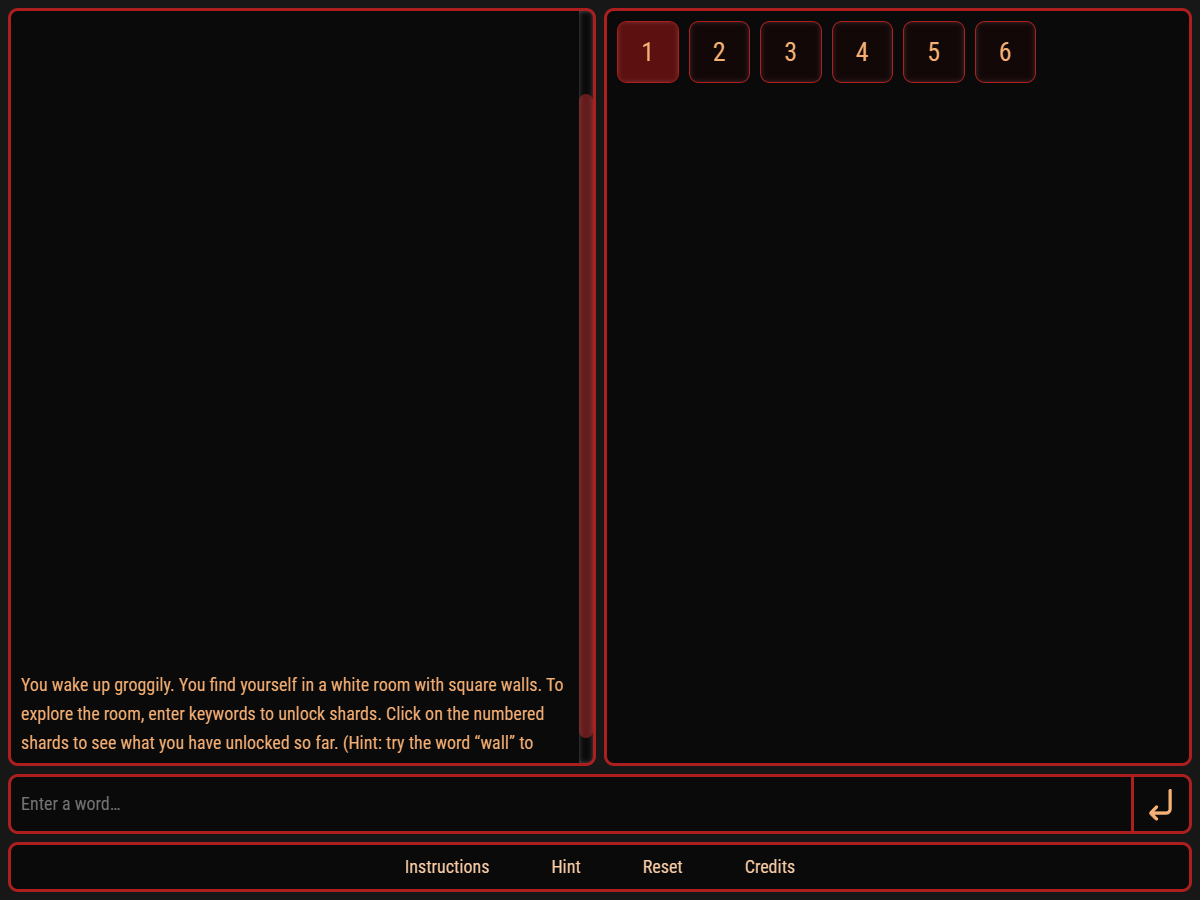 You wake up groggily. You find yourself in a white room with square walls. To
explore the room, enter keywords to unlock shards. Click on the numbered
shards to see what you have unlocked so far. (Hint: try the word “wall” to
1 2 3 4 5 6
Enter a word…
Instructions Hint Reset Credits